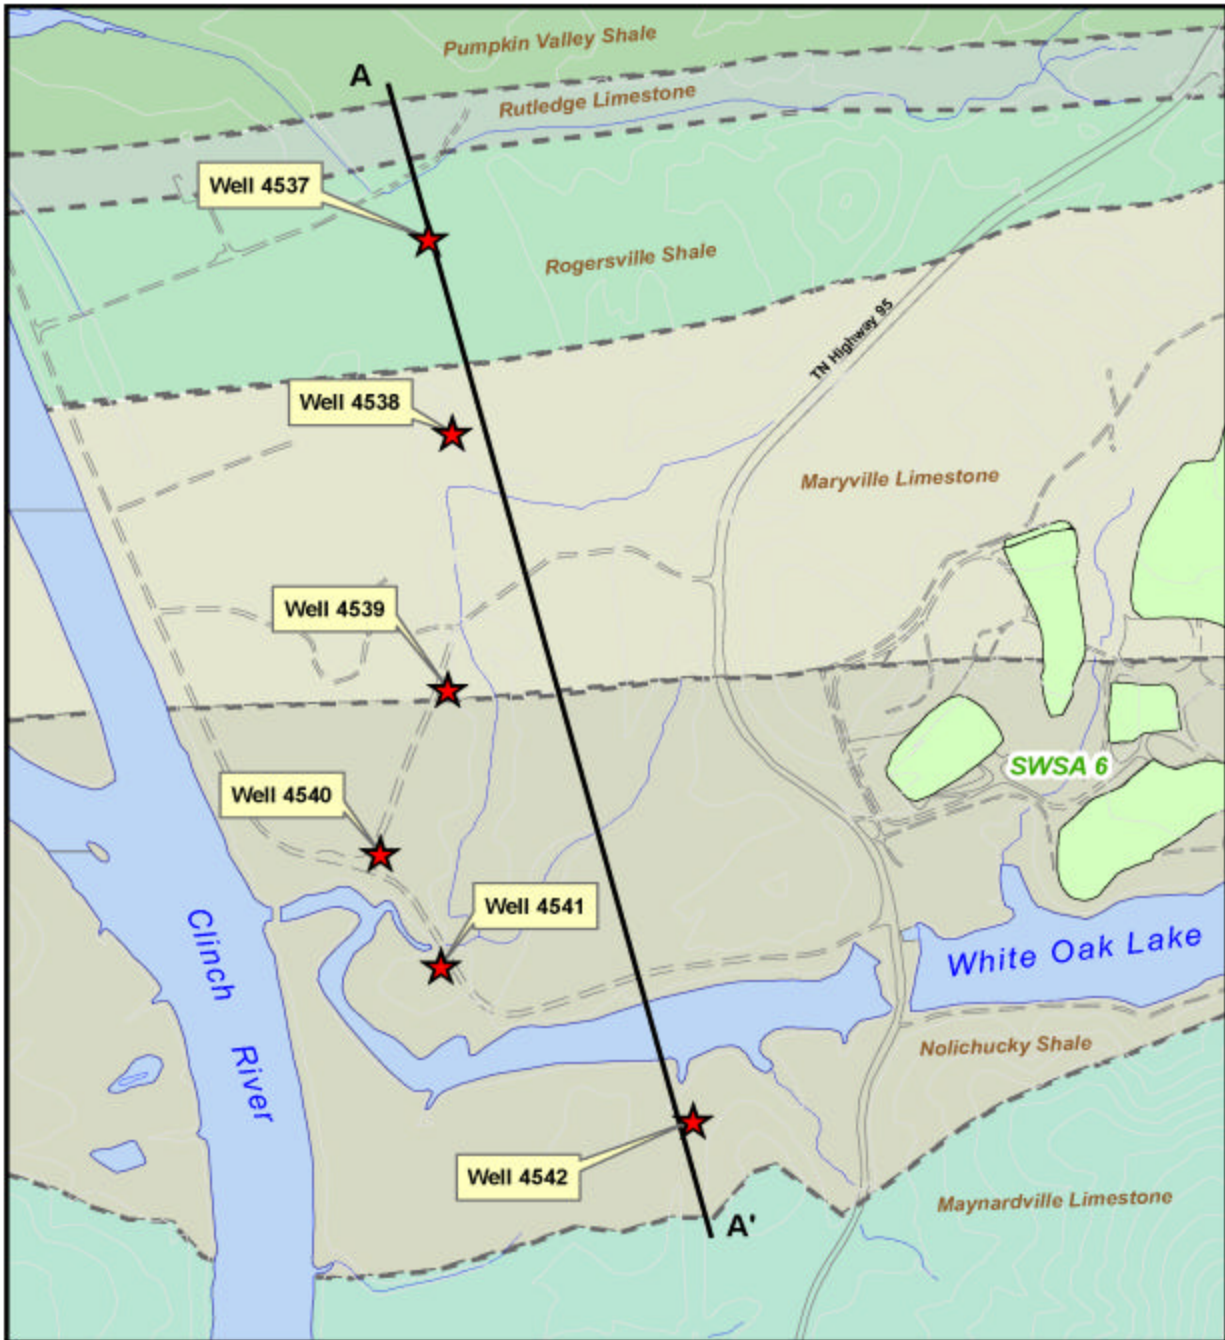 Pumpkin Valley Shale
A
Rutledge Limestone
Well 4537
Rogersville Shale
TN Highway 95
Well 4538
Maryville Limestone
Well 4539
SWSA 6
Well 4540
Well 4541
Clinch
River
White Oak Lake
Nolichucky Shale
Well 4542
Maynardville Limestone
A'